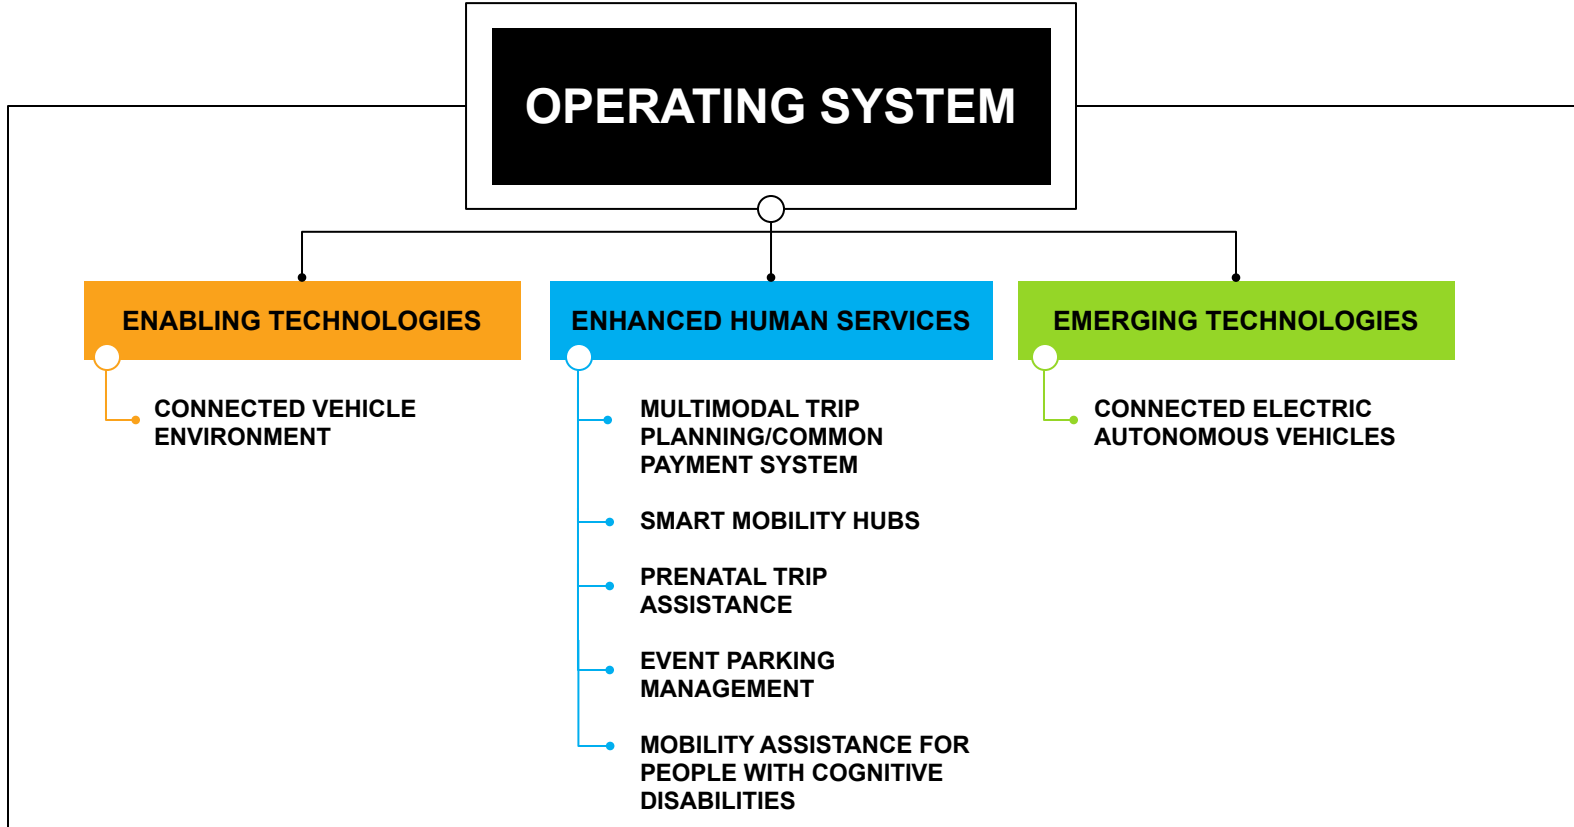 OPERATING SYSTEM
ENABLING TECHNOLOGIES
CONNECTED VEHICLE
ENVIRONMENT
ENHANCED HUMAN SERVICES
MULTIMODAL TRIP
PLANNING/COMMON
PAYMENT SYSTEM
SMART MOBILITY HUBS
PRENATAL TRIP
ASSISTANCE
EVENT PARKING
MANAGEMENT
MOBILITY ASSISTANCE FOR
PEOPLE WITH COGNITIVE
DISABILITIES
EMERGING TECHNOLOGIES
CONNECTED ELECTRIC
AUTONOMOUS VEHICLES